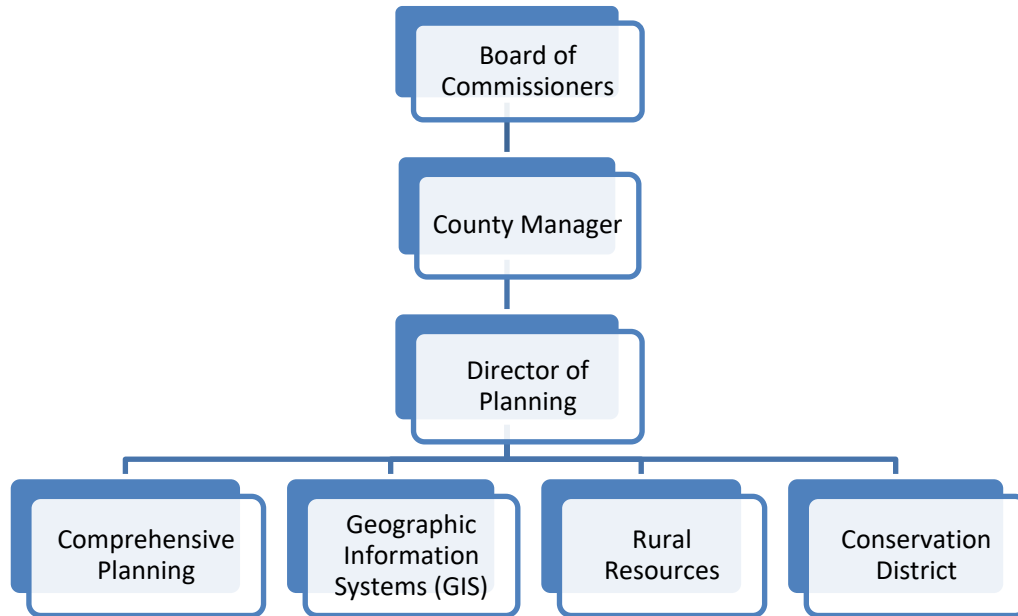 Board of
Commissioners
County Manager
Director of
Planning
Comprehensive
Planning
Geographic
Information
Systems (GIS)
Rural
Resources
Conservation
District